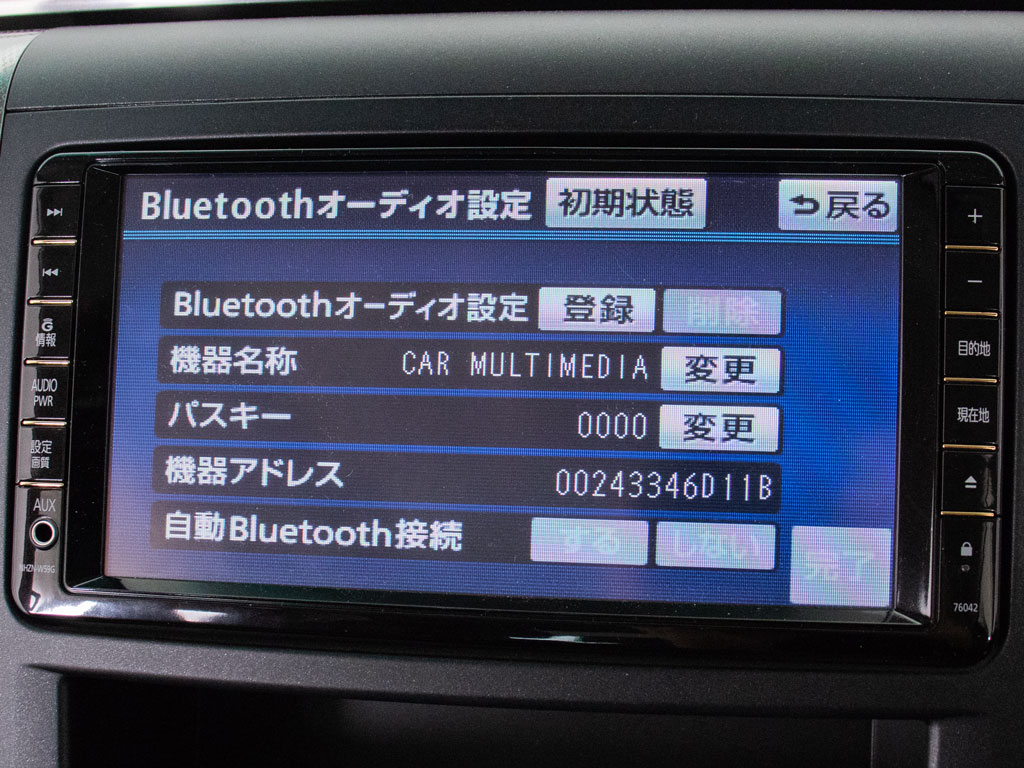 Bluetoothオーディオ設定 初期状態 戻る
Bluetoothオーディオ設定 登録 削除
機器名称 CAR MULTIMEDIA 変更
パスキー 0000 変更
機器アドレス 00243346D11B
自動Bluetooth接続 する しない 完了
G
情報
AUDIO
PWR
設定
画質
AUX
NHZN-W59G
+
−
目的地
現在地
76042